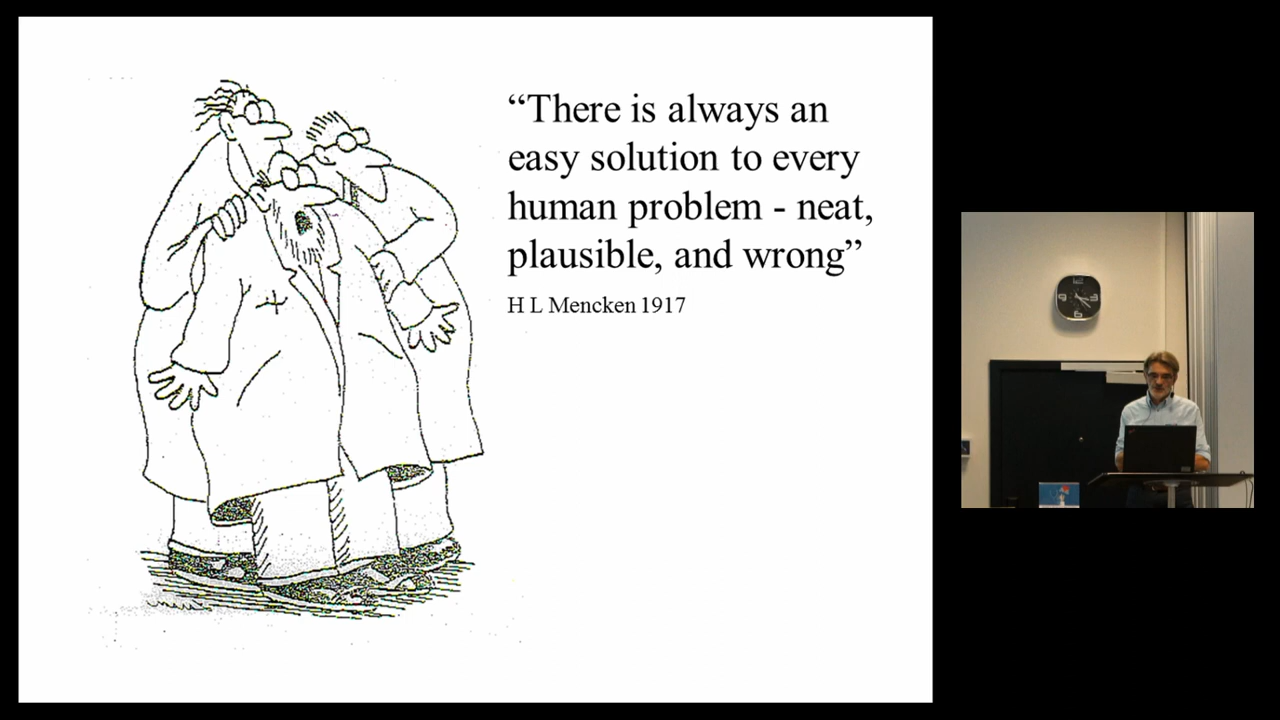 “There is always an
easy solution to every
human problem - neat,
plausible, and wrong”
H L Mencken 1917